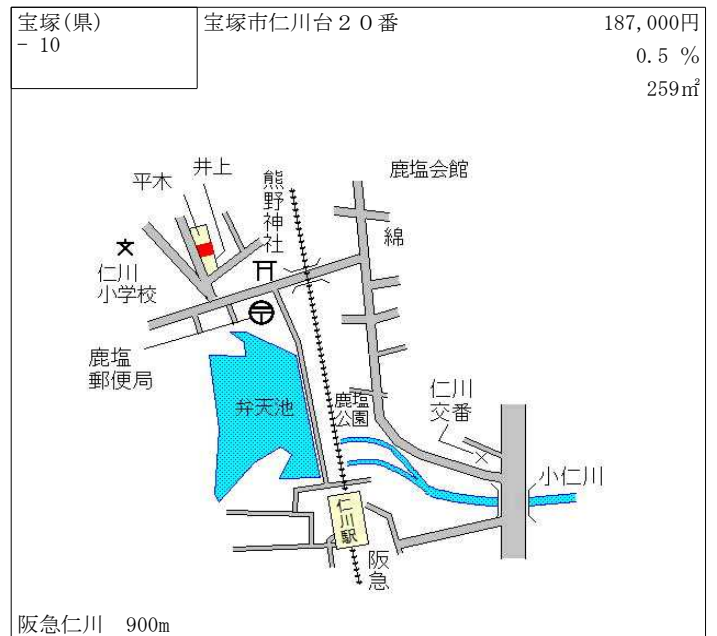 宝塚(県)
- 10
宝塚市仁川台２０番
187,000円
0.5 %
259㎡
鹿塩会館
井上
平木
熊野神社
綿
仁川
小学校
鹿塩
郵便局
弁天池
鹿塩
公園
仁川
交番
小仁川
仁川駅
阪急
阪急仁川　900m